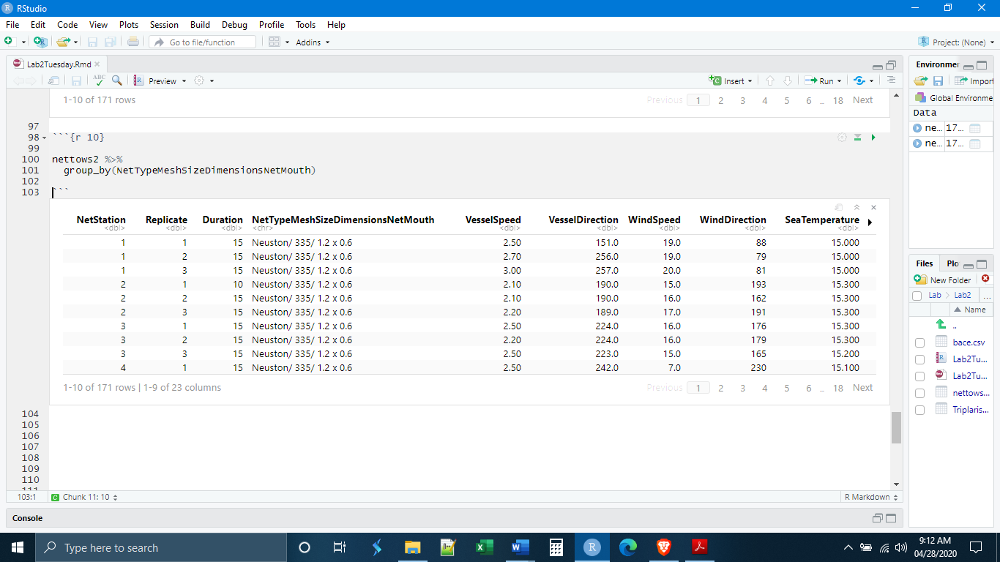 RStudio
File Edit Code View Plots Session Build Debug Profile Tools Help
Go to file/function Addins Project: (None)
Lab2Tuesday.Rmd
ABC Preview Insert Run
1-10 of 171 rows Previous 1 2 3 4 5 6 ... 18 Next
97
98 ```{r 10}
99
100 nettows2 %>%
101 group_by(NetTypeMeshSizeDimensionsNetMouth)
102
103 ```
NetStation Replicate Duration NetTypeMeshSizeDimensionsNetMouth VesselSpeed VesselDirection WindSpeed WindDirection SeaTemperature
<dbl> <dbl> <dbl> <chr> <dbl> <dbl> <dbl> <dbl> <dbl>
1 1 15 Neuston/ 335/ 1.2 x 0.6 2.50 151.0 19.0 88 15.000
1 2 15 Neuston/ 335/ 1.2 x 0.6 2.70 256.0 19.0 79 15.000
1 3 15 Neuston/ 335/ 1.2 x 0.6 3.00 257.0 20.0 81 15.000
2 1 10 Neuston/ 335/ 1.2 x 0.6 2.10 190.0 15.0 193 15.300
2 2 15 Neuston/ 335/ 1.2 x 0.6 2.10 190.0 16.0 162 15.300
2 3 15 Neuston/ 335/ 1.2 x 0.6 2.20 189.0 17.0 191 15.300
3 1 15 Neuston/ 335/ 1.2 x 0.6 2.50 224.0 16.0 176 15.300
3 2 15 Neuston/ 335/ 1.2 x 0.6 2.20 224.0 16.0 179 15.300
3 3 15 Neuston/ 335/ 1.2 x 0.6 2.50 223.0 15.0 165 15.200
4 1 15 Neuston/ 335/ 1.2 x 0.6 2.50 242.0 7.0 230 15.100
1-10 of 171 rows | 1-9 of 23 columns Previous 1 2 3 4 5 6 ... 18 Next
104
105
106
107
108
109
110
111
103:1 Chunk 11: 10 R Markdown
Console
Environmer
Import
Global Environme
Data
ne... 17...
ne... 17...
Files Plo
New Folder
Lab Lab2 ...
Name
..
bace.csv
Lab2Tu...
Lab2Tu...
nettows...
Triplaris...
Type here to search
9:12 AM
04/28/2020